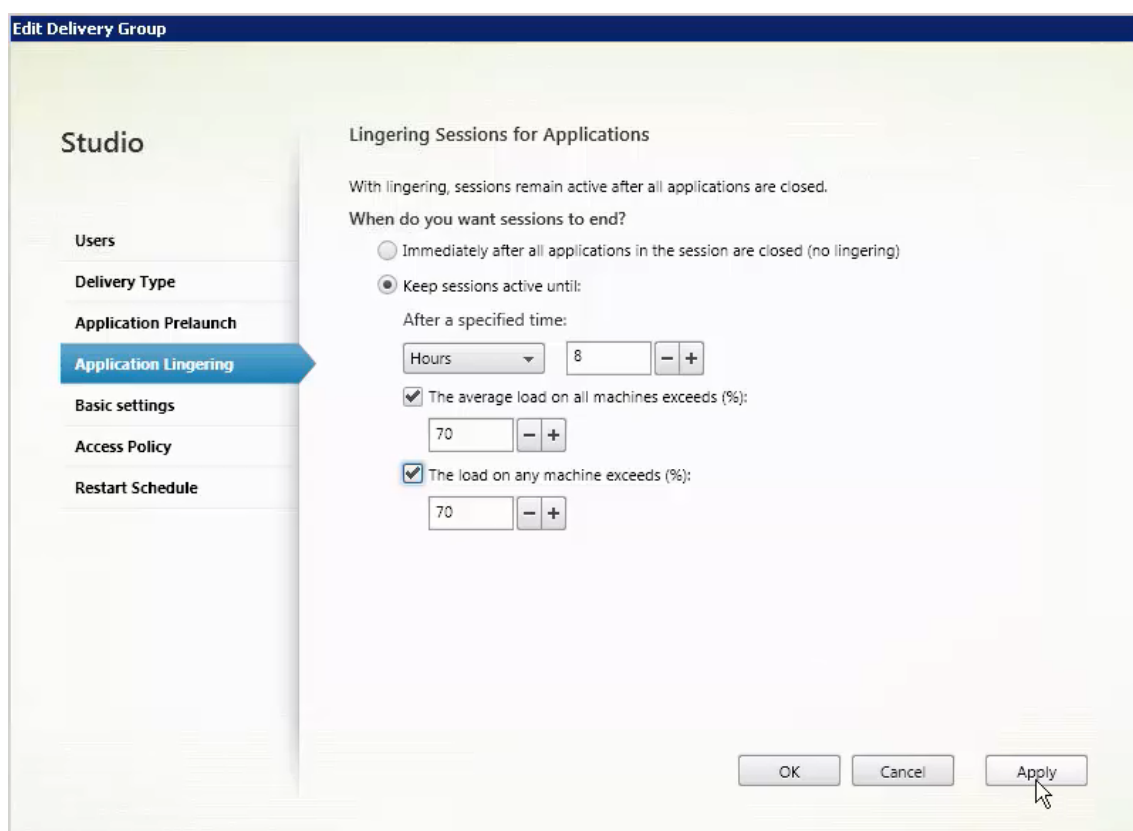 Edit Delivery Group
Studio
Users
Delivery Type
Application Prelaunch
Application Lingering
Basic settings
Access Policy
Restart Schedule
Lingering Sessions for Applications
With lingering, sessions remain active after all applications are closed.
When do you want sessions to end?
Immediately after all applications in the session are closed (no lingering)
Keep sessions active until:
After a specified time:
Hours 8 − +
The average load on all machines exceeds (%):
70 − +
The load on any machine exceeds (%):
70 − +
OK Cancel Apply